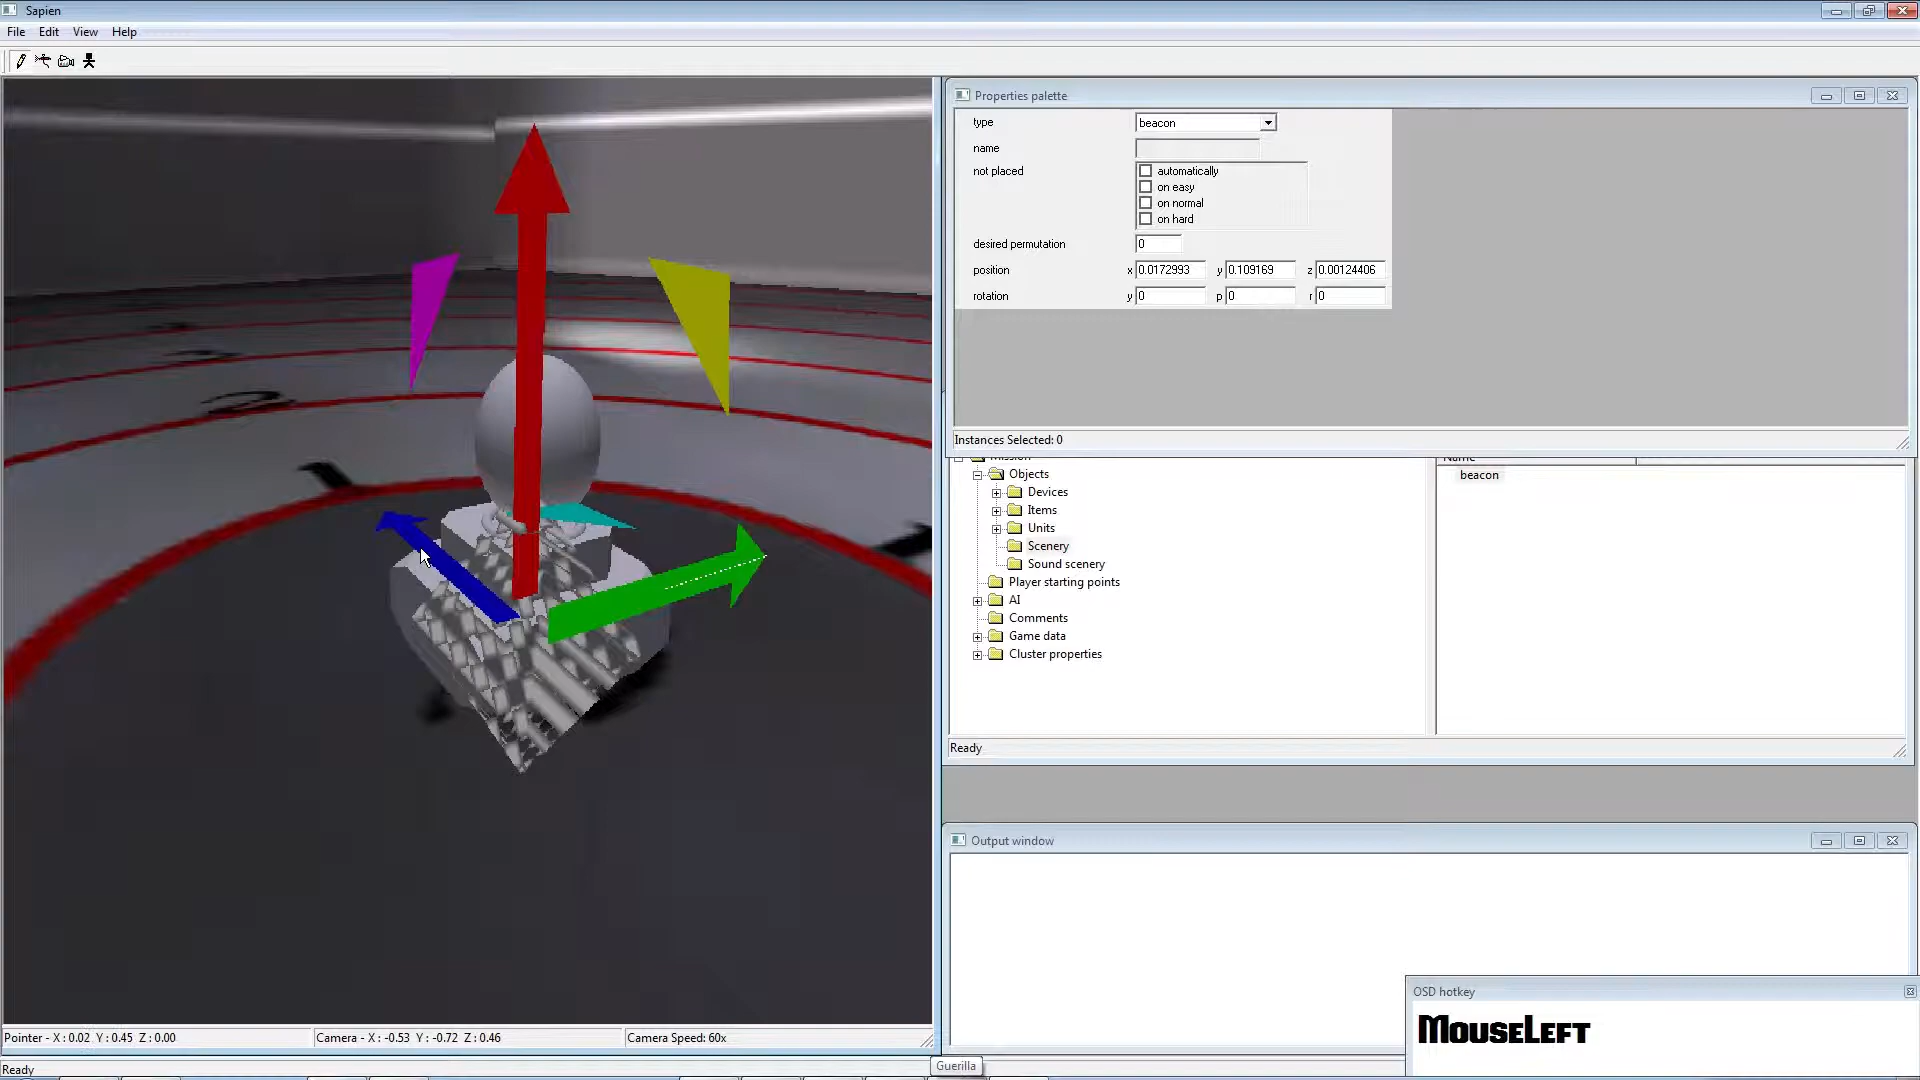 Sapien
File Edit View Help
Properties palette
type beacon
name
not placed automatically
on easy
on normal
on hard
desired permutation 0
position x 0.0172993 y 0.109169 z 0.00124406
rotation y 0 p 0 r 0
Instances Selected: 0
Mission
Name
Objects
beacon
Devices
Items
Units
Scenery
Sound scenery
Player starting points
AI
Comments
Game data
Cluster properties
Ready
Output window
OSD hotkey
MouseLeft
1
2
Pointer - X : 0.02 Y : 0.45 Z : 0.00
Camera - X : -0.53 Y : -0.72 Z : 0.46
Camera Speed: 60x
Guerilla
Ready